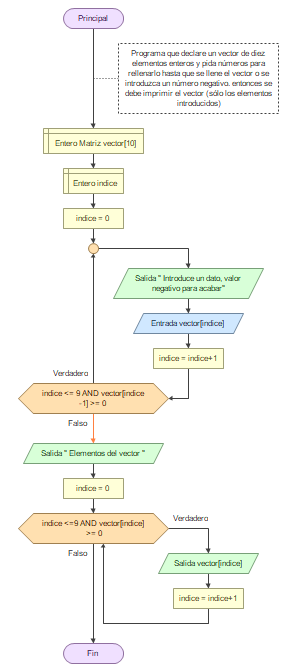 Principal
Programa que declare un vector de diez
elementos enteros y pida números para
rellenarlo hasta que se llene el vector o se
introduzca un número negativo. entonces se
debe imprimir el vector (sólo los elementos
introducidos)
Entero Matriz vector[10]
Entero indice
indice = 0
Salida " Introduce un dato, valor
negativo para acabar"
Entrada vector[indice]
indice = indice+1
Verdadero
indice <= 9 AND vector[indice
-1] >= 0
Falso
Salida " Elementos del vector "
indice = 0
indice <=9 AND vector[indice]
>= 0
Verdadero
Falso
Salida vector[indice]
indice = indice+1
Fin